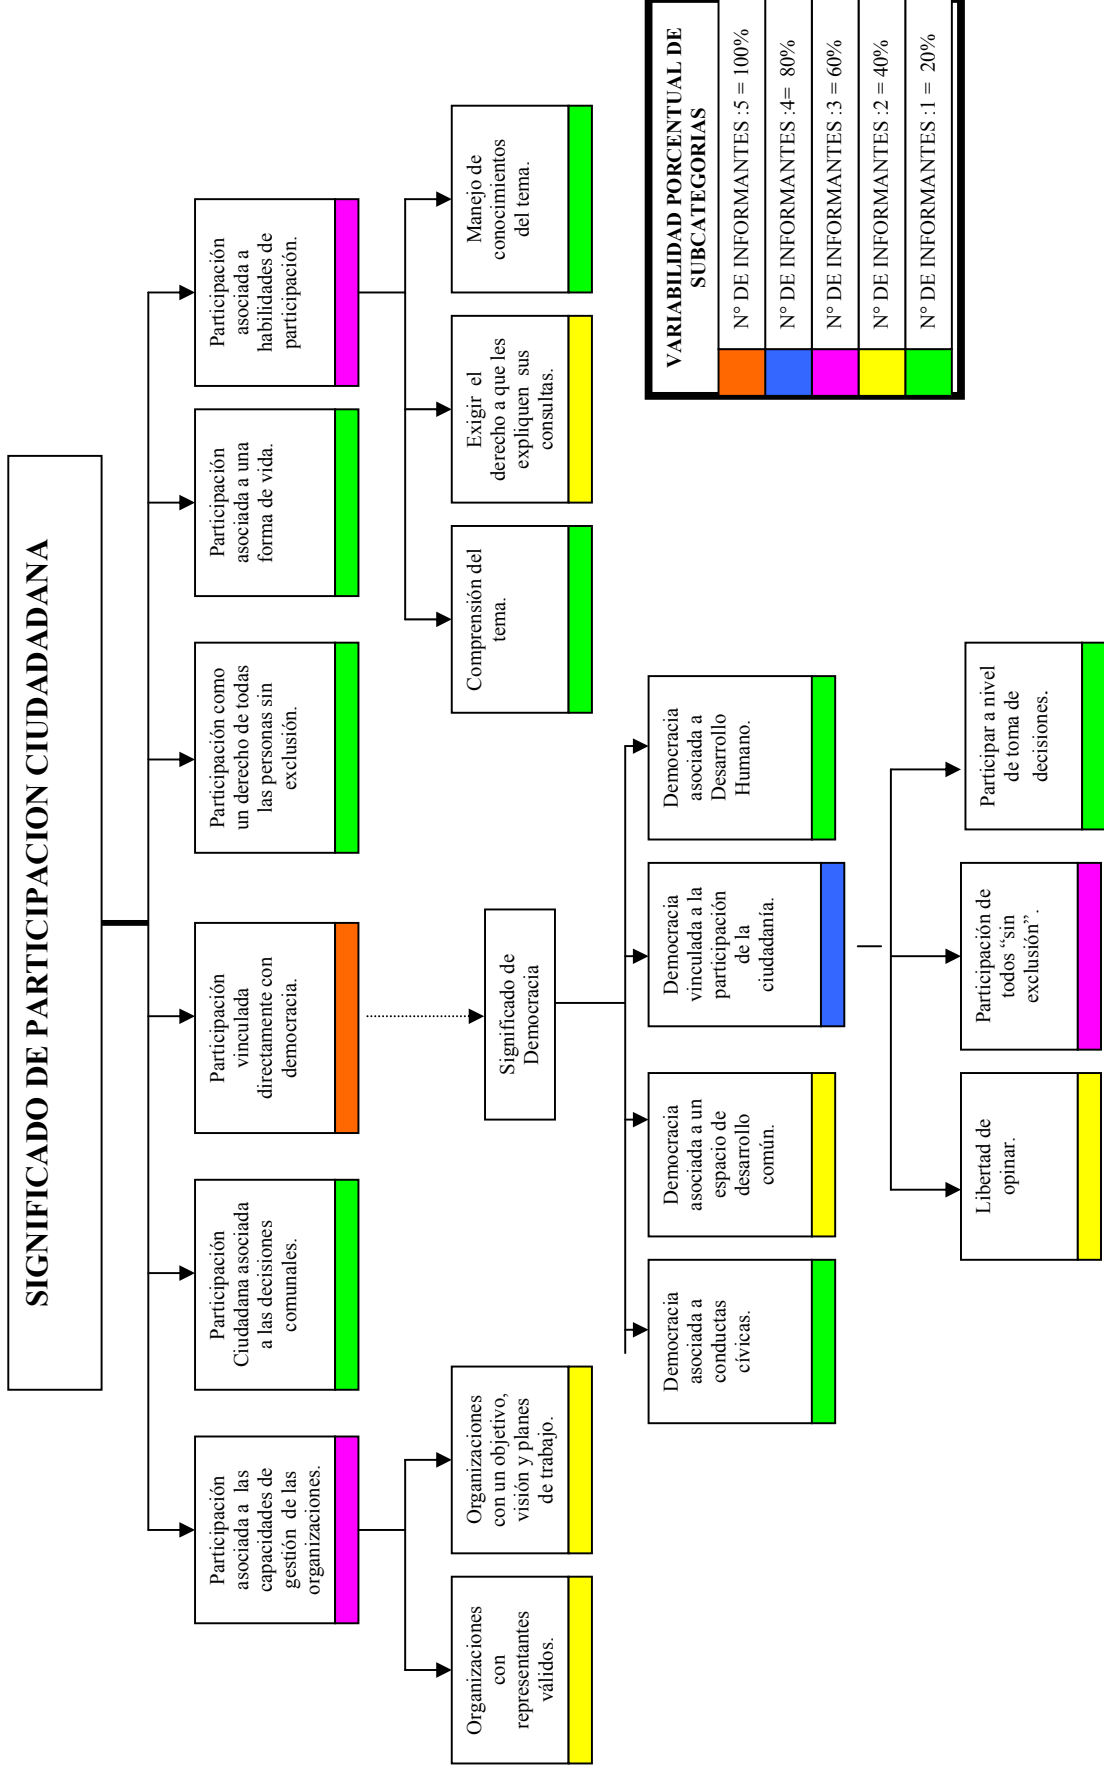 SIGNIFICADO DE PARTICIPACION CIUDADADANA
Participación
asociada a las
capacidades de
gestión de las
organizaciones.
Participación
Ciudadana asociada
a las decisiones
comunales.
Participación
vinculada
directamente con
democracia.
Participación como
un derecho de todas
las personas sin
exclusión.
Participación
asociada a una
forma de vida.
Participación
asociada a
habilidades de
participación.
Organizaciones
con
representantes
válidos.
Organizaciones
con un objetivo,
visión y planes
de trabajo.
Significado de
Democracia
Comprensión del
tema.
Exigir el
derecho a que les
expliquen sus
consultas.
Manejo de
conocimientos
del tema.
Democracia
asociada a
conductas
cívicas.
Democracia
asociada a un
espacio de
desarrollo
común.
Democracia
vinculada a la
participación
de la
ciudadanía.
Democracia
asociada a
Desarrollo
Humano.
Libertad de
opinar.
Participación de
todos “sin
exclusión”.
Participar a nivel
de toma de
decisiones.
VARIABILIDAD PORCENTUAL DE
SUBCATEGORIAS
N° DE INFORMANTES :5 = 100%
N° DE INFORMANTES :4= 80%
N° DE INFORMANTES :3 = 60%
N° DE INFORMANTES :2 = 40%
N° DE INFORMANTES :1 = 20%